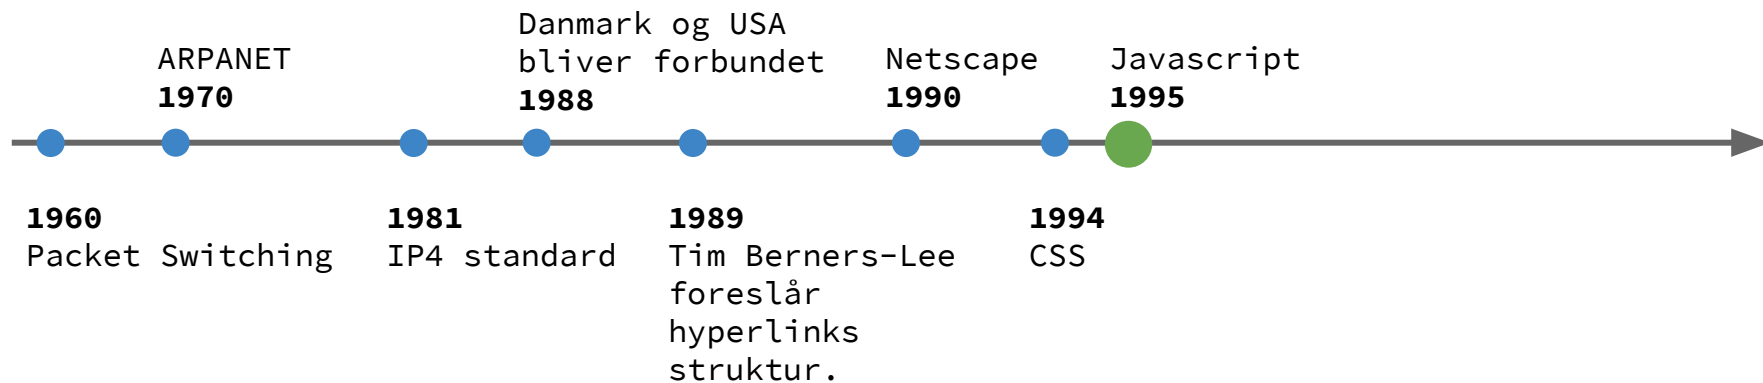 ARPANET
1970
Danmark og USA
bliver forbundet
1988
Netscape
1990
Javascript
1995
1960
Packet Switching
1981
IP4 standard
1989
Tim Berners-Lee
foreslår
hyperlinks
struktur.
1994
CSS